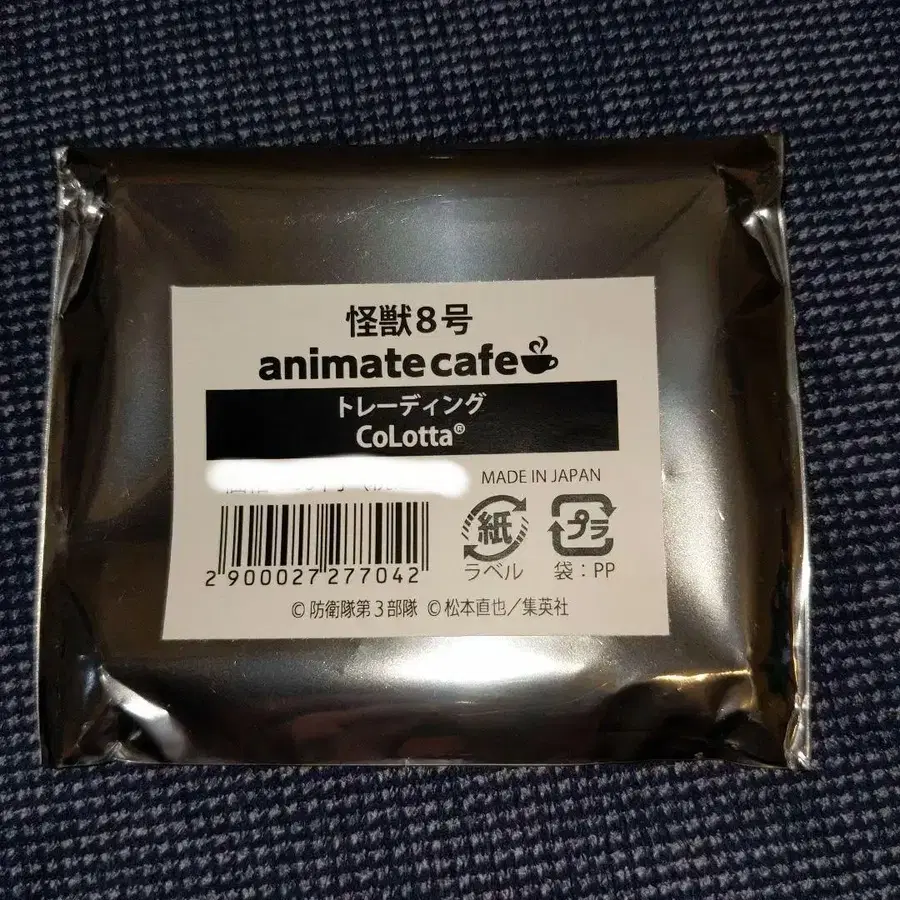 怪獣8号
animatecafe
トレーディング
CoLotta®
MADE IN JAPAN
紙 プラ
ラベル 袋:PP
2900027277042
© 防衛隊第3部隊 © 松本直也/集英社